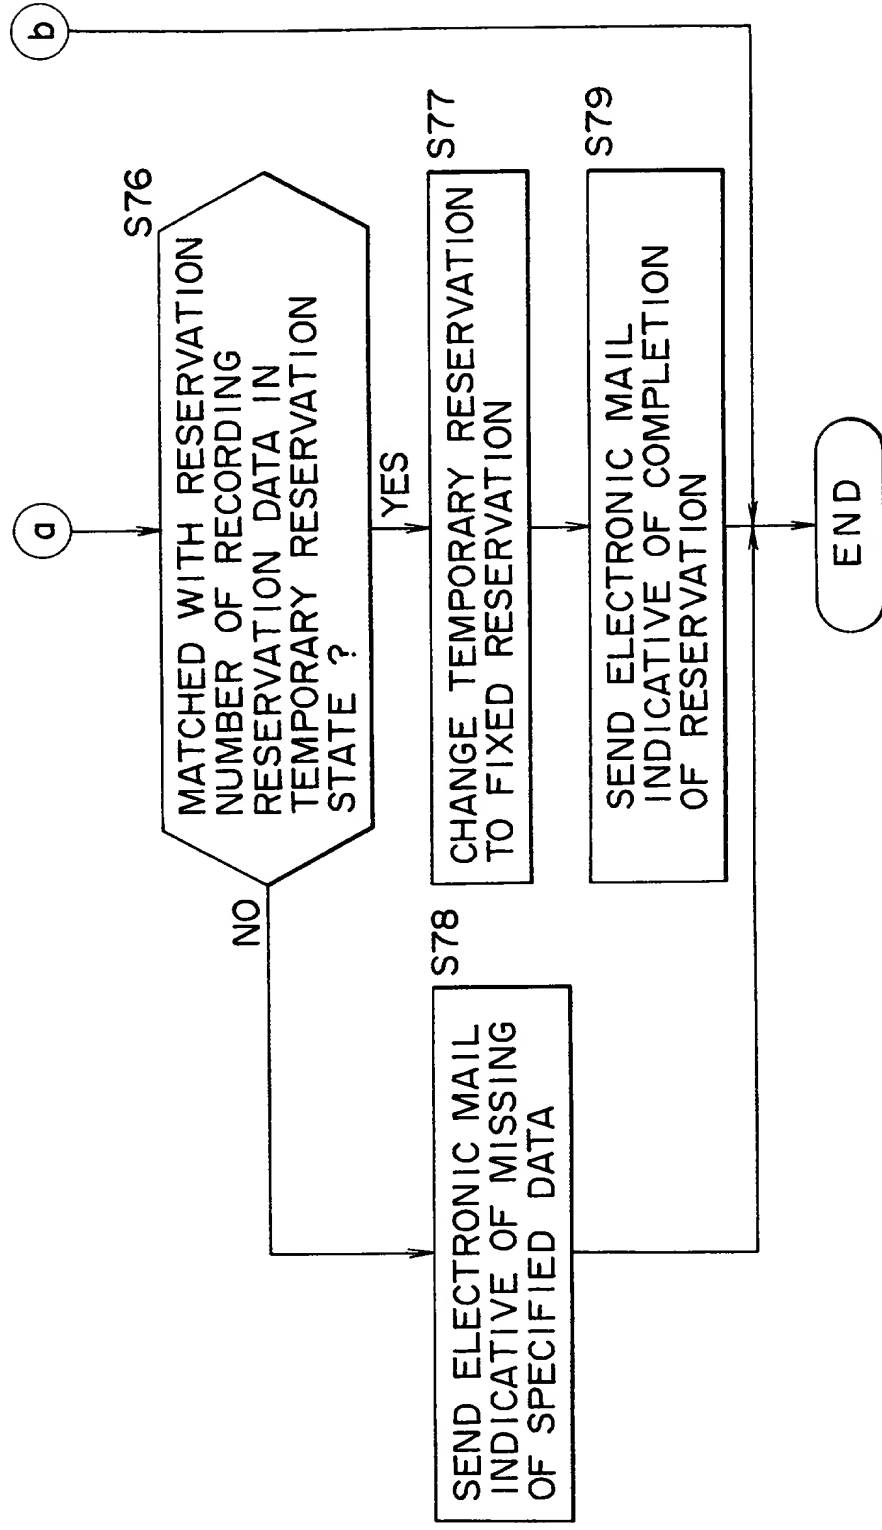 a
b
S76
MATCHED WITH RESERVATION
NUMBER OF RECORDING
RESERVATION DATA IN
TEMPORARY RESERVATION
STATE ?
NO
YES
S77
CHANGE TEMPORARY RESERVATION
TO FIXED RESERVATION
S78
SEND ELECTRONIC MAIL
INDICATIVE OF MISSING
OF SPECIFIED DATA
S79
SEND ELECTRONIC MAIL
INDICATIVE OF COMPLETION
OF RESERVATION
END